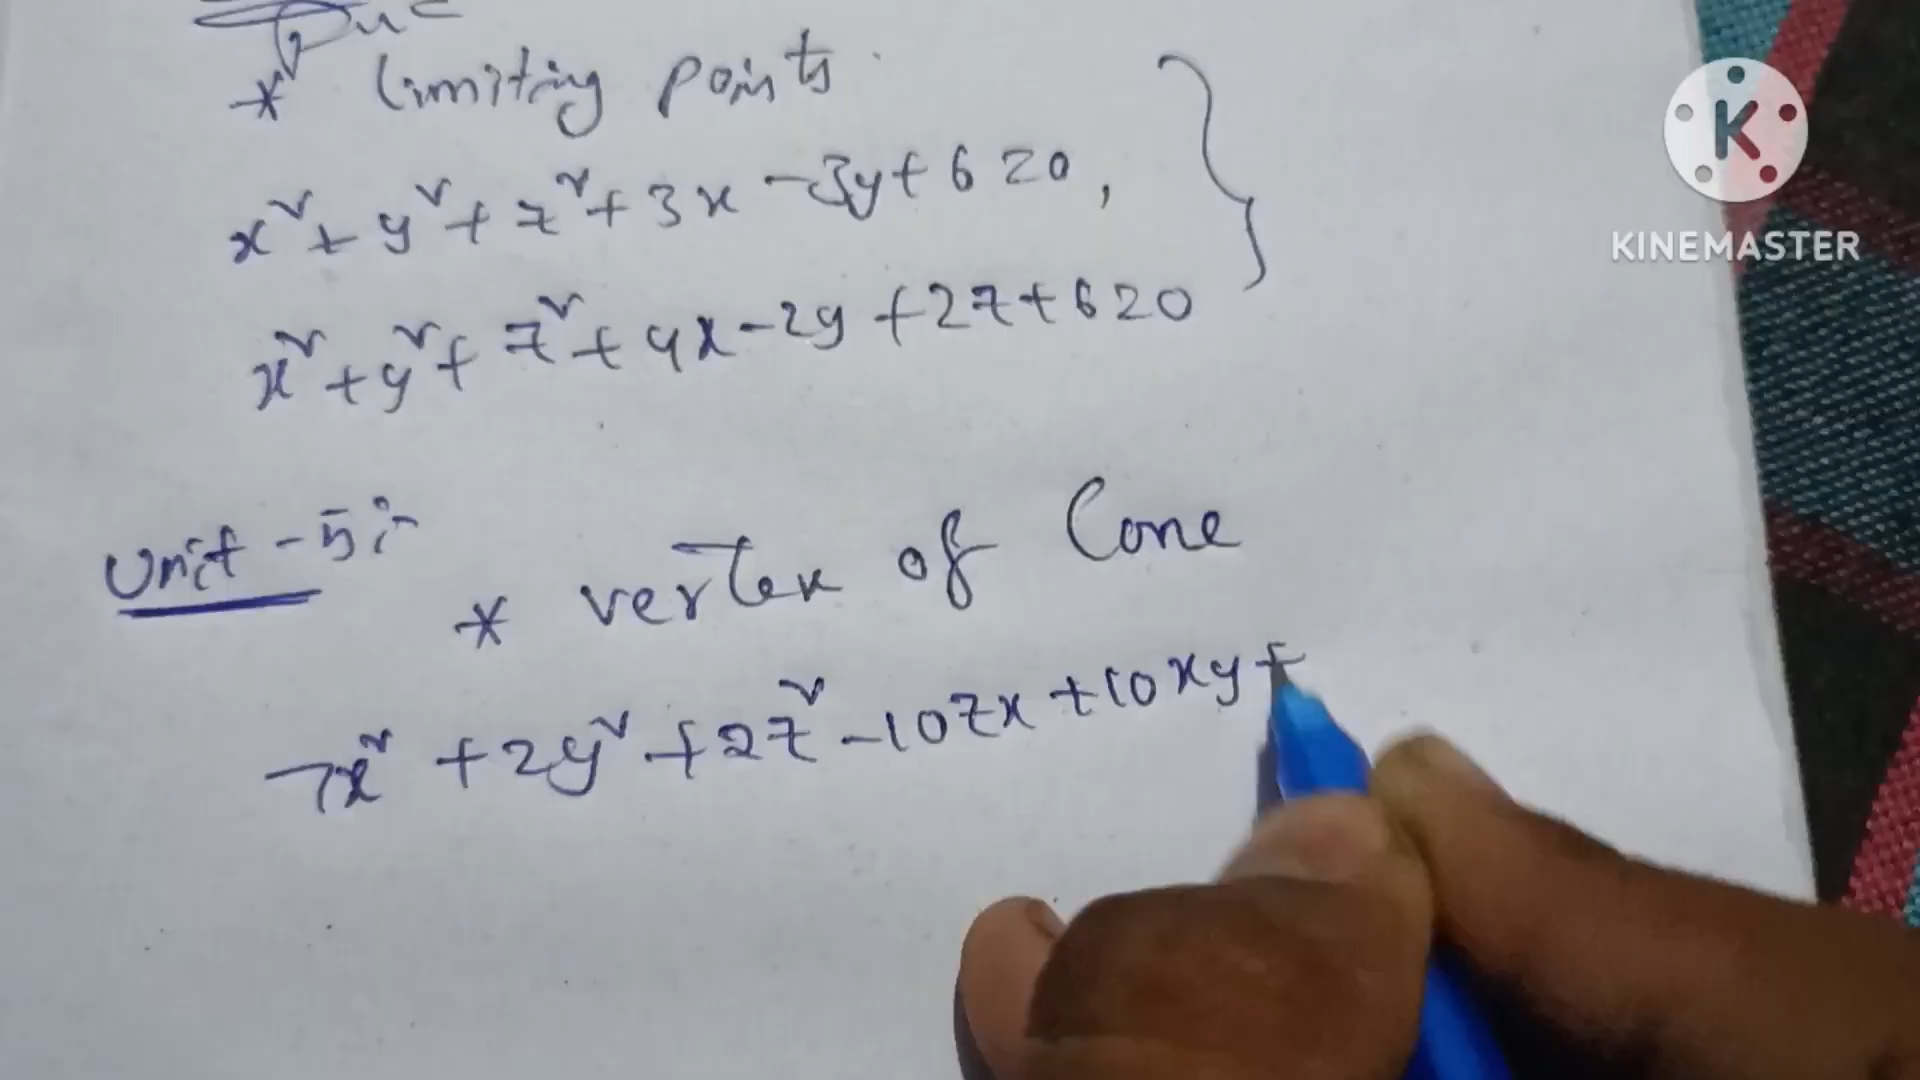 * limiting points
x² + y² + z² + 3x - 3y + 6 = 0,
x² + y² + z² + 4x - 2y + 2z + 6 = 0
Unit - 5 :-
* vertex of Cone
7x² + 2y² + 2z² - 10zx + 10xy +
K
KINEMASTER